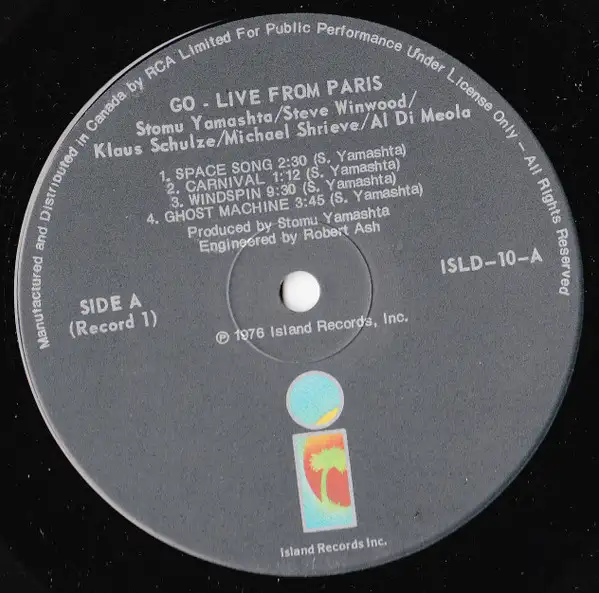 Manufactured and Distributed in Canada by RCA Limited For Public Performance Under License Only - All Rights Reserved
GO - LIVE FROM PARIS
Stomu Yamashta/Steve Winwood/
Klaus Schulze/Michael Shrieve/Al Di Meola
1. SPACE SONG 2:30 (S. Yamashta)
2. CARNIVAL 1:12 (S. Yamashta)
3. WINDSPIN 9:30 (S. Yamashta)
4. GHOST MACHINE 3:45 (S. Yamashta)
Produced by Stomu Yamashta
Engineered by Robert Ash
ISLD-10-A
SIDE A
(Record 1)
℗ 1976 Island Records, Inc.
Island Records Inc.